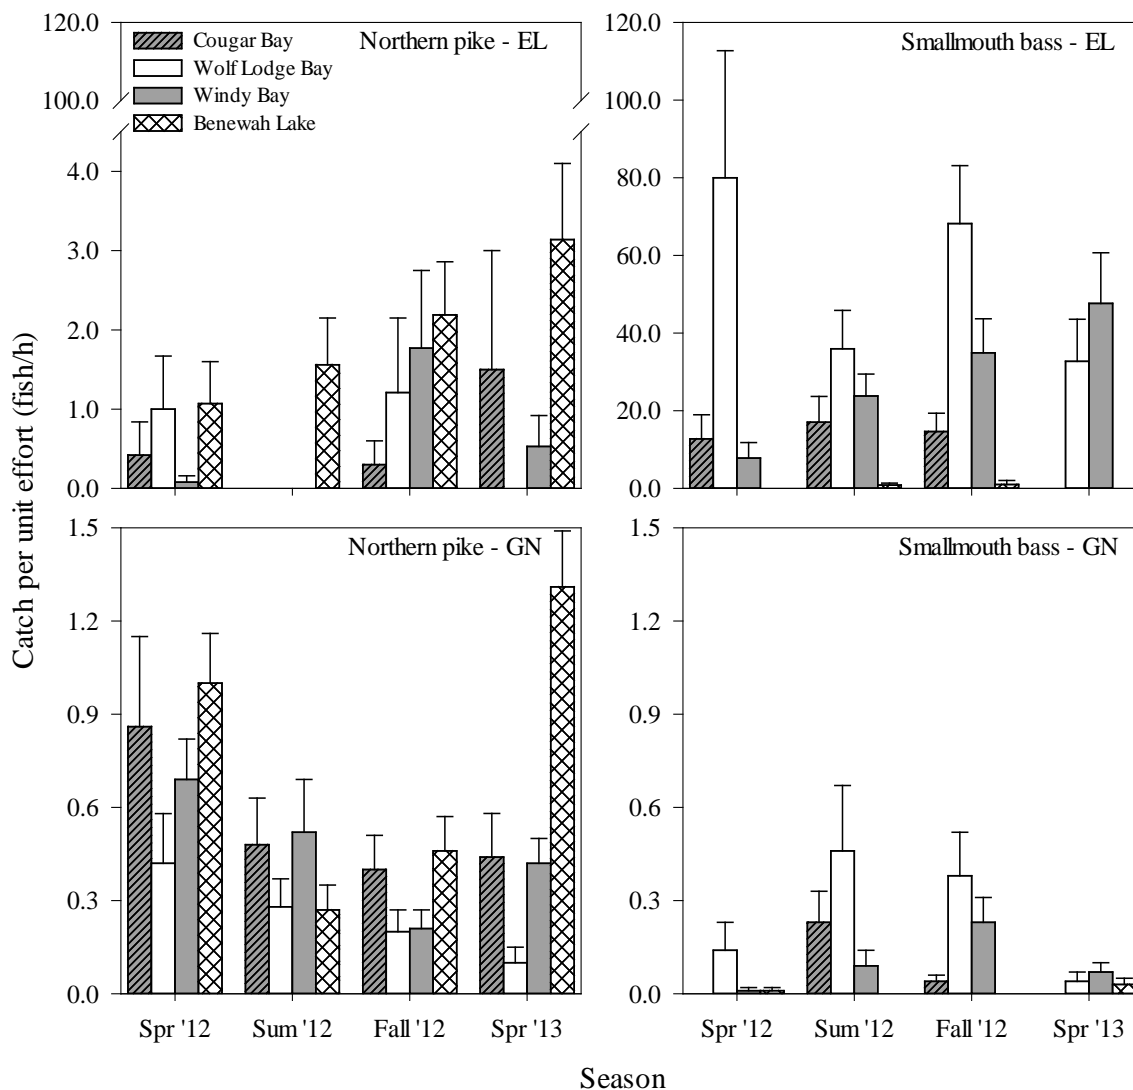 120.0
100.0
4.0
3.0
2.0
1.0
0.0
Cougar Bay
Wolf Lodge Bay
Windy Bay
Benewah Lake
Northern pike - EL
120.0
100.0
80.0
60.0
40.0
20.0
0.0
Smallmouth bass - EL
Catch per unit effort (fish/h)
1.5
1.2
0.9
0.6
0.3
0.0
Northern pike - GN
Spr '12 Sum '12 Fall '12 Spr '13
1.5
1.2
0.9
0.6
0.3
0.0
Smallmouth bass - GN
Spr '12 Sum '12 Fall '12 Spr '13
Season